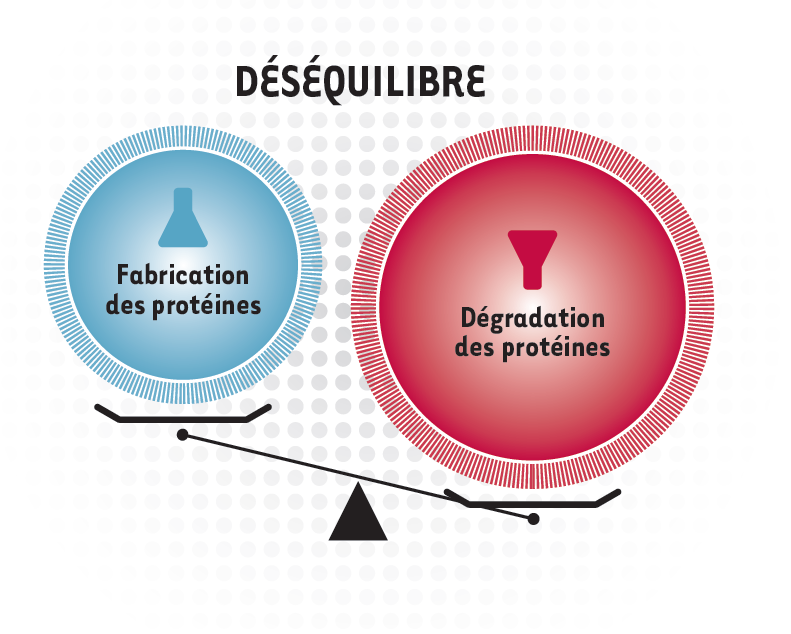 DÉSÉQUILIBRE
Fabrication
des protéines
Dégradation
des protéines